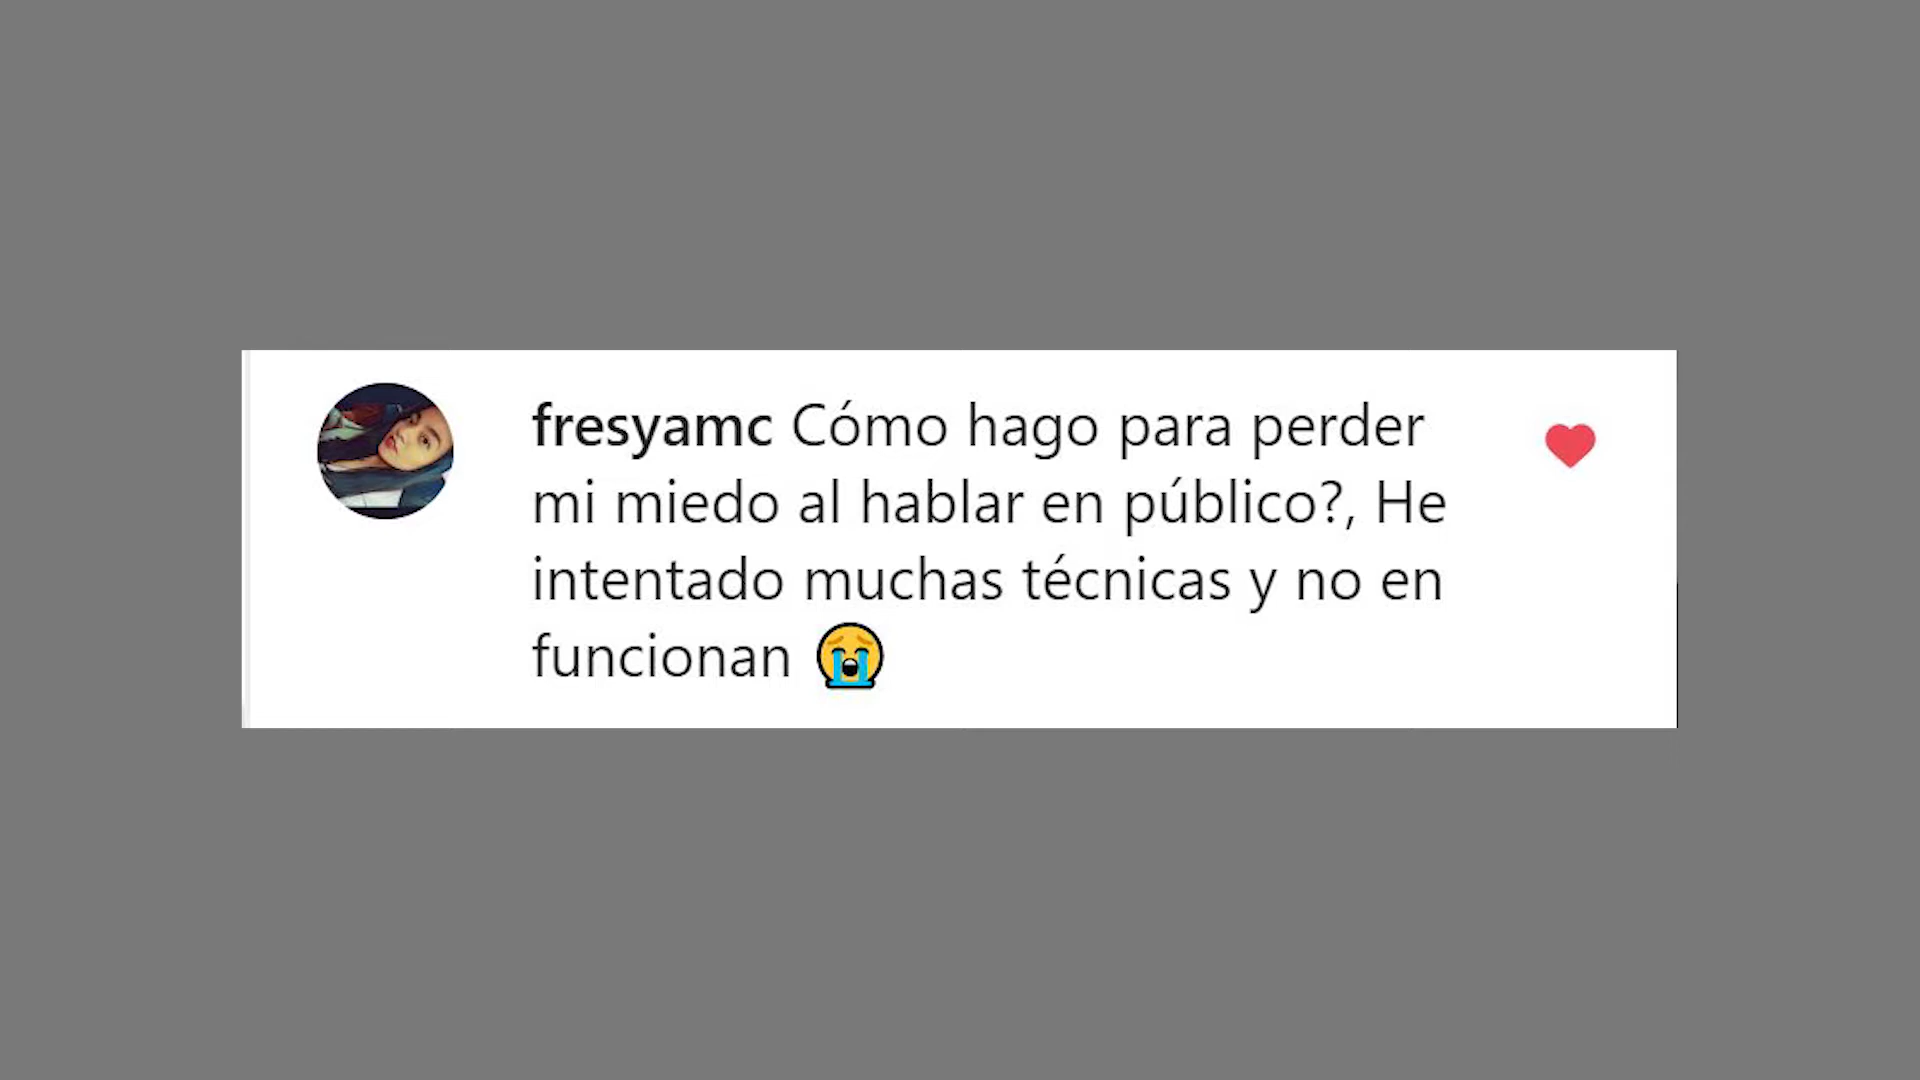 fresyamc Cómo hago para perder
mi miedo al hablar en público?, He
intentado muchas técnicas y no en
funcionan 😭